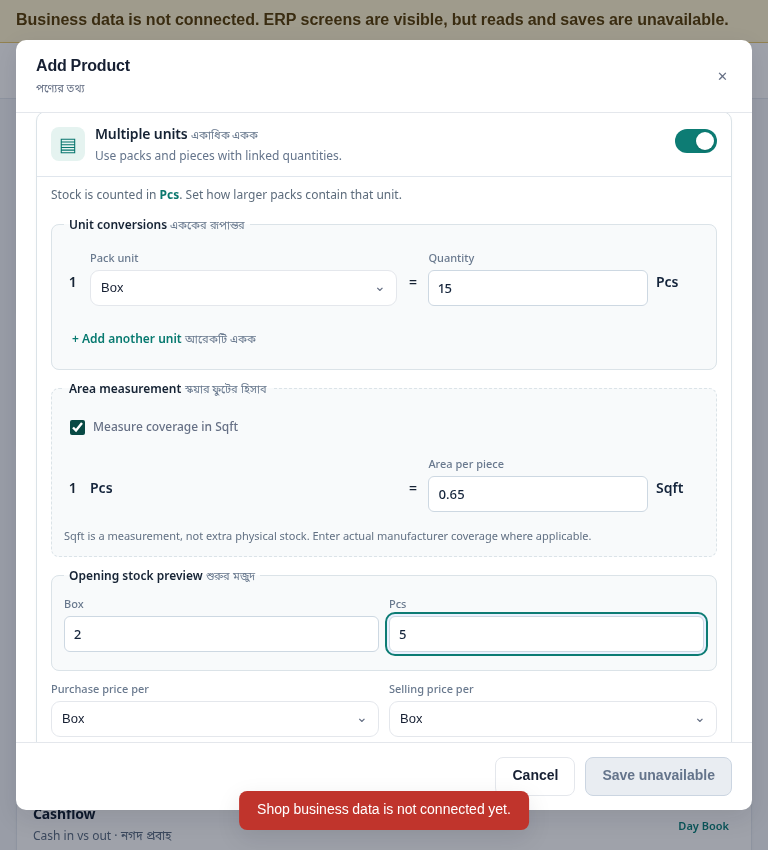 Business data is not connected. ERP screens are visible, but reads and saves are unavailable.
Add Product
×
পণ্যের তথ্য
Multiple units একাধিক একক
Use packs and pieces with linked quantities.
Stock is counted in Pcs. Set how larger packs contain that unit.
Unit conversions এককের রূপান্তর
Pack unit Quantity
1 Box = 15 Pcs
+ Add another unit আরেকটি একক
Area measurement স্কয়ার ফুটের হিসাব
Measure coverage in Sqft
Area per piece
1 Pcs = 0.65 Sqft
Sqft is a measurement, not extra physical stock. Enter actual manufacturer coverage where applicable.
Opening stock preview শুরুর মজুদ
Box Pcs
2 5
Purchase price per Selling price per
Box Box
Cancel Save unavailable
Shop business data is not connected yet.
Cashflow
Cash in vs out · নগদ প্রবাহ
Day Book